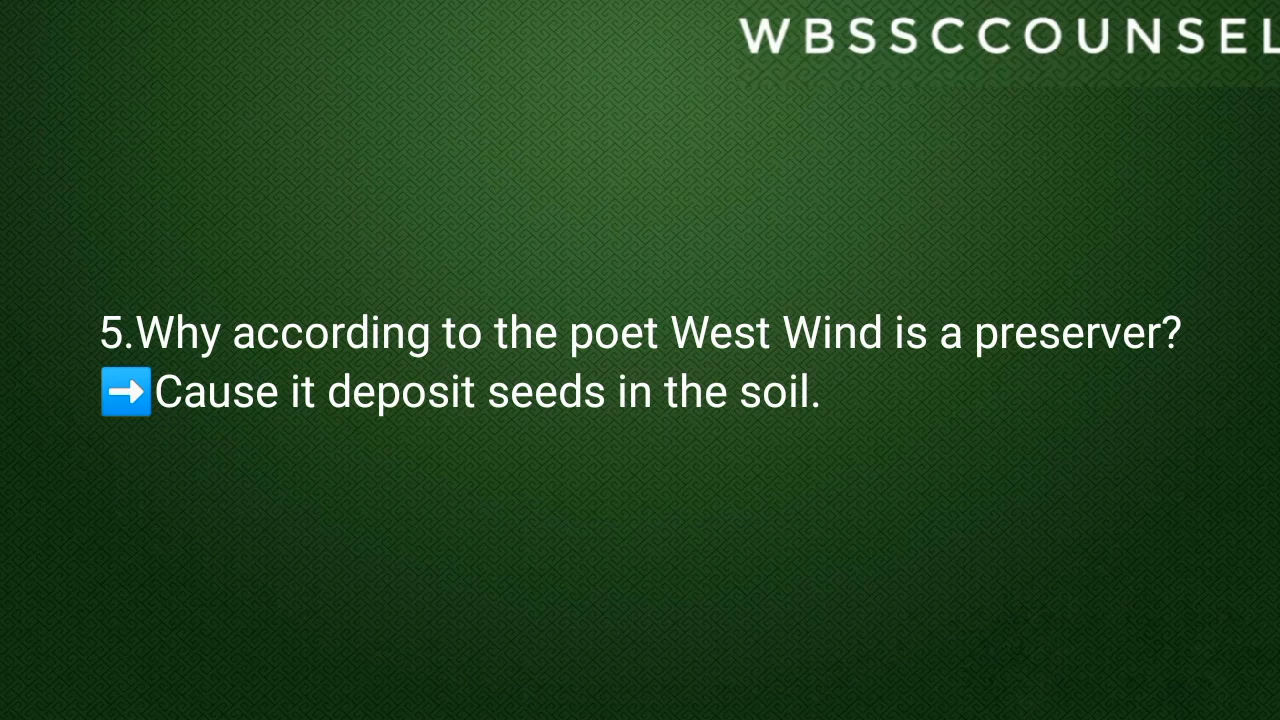 WBSSCCOUNSEL
5.Why according to the poet West Wind is a preserver?
➡️Cause it deposit seeds in the soil.